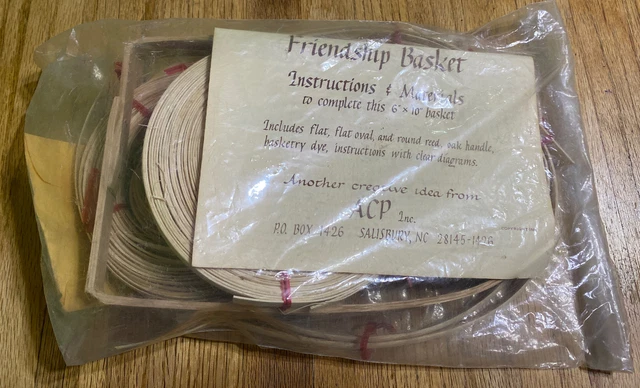 Friendship Basket
Instructions & Materials
to complete this 6" x 10" basket
Includes flat, flat oval, and round reed, oak handle,
basketry dye, instructions with clear diagrams.
Another creative idea from
ACP Inc.
P.O. BOX 1426 SALISBURY, NC 28145-1426